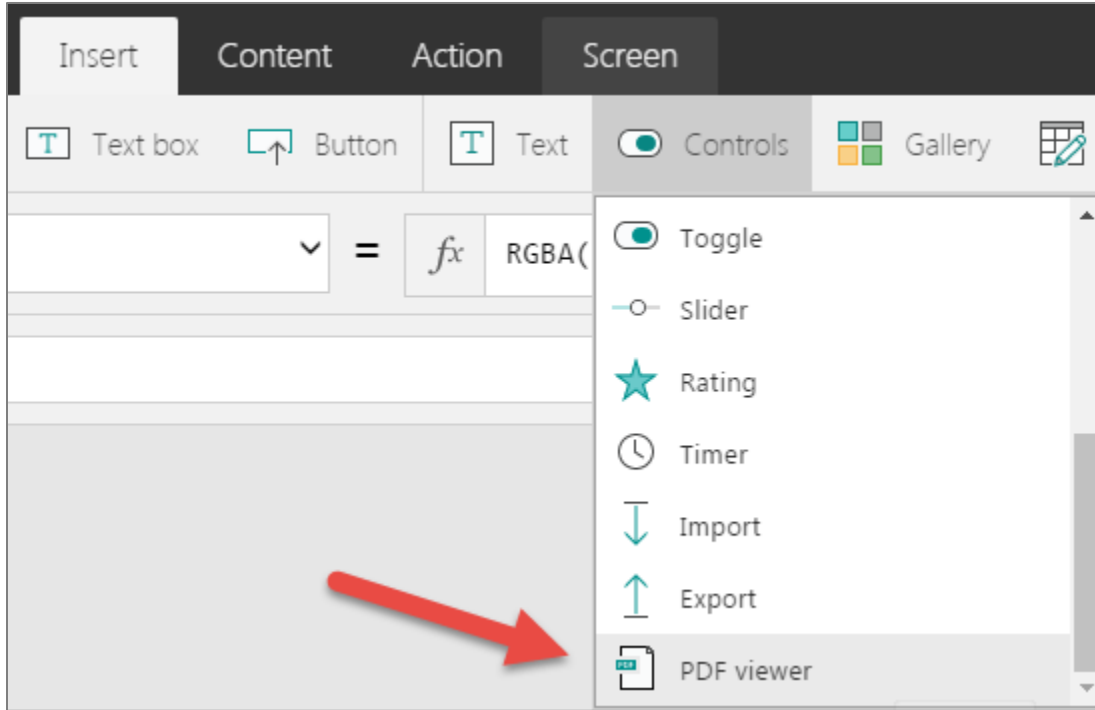 Insert Content Action Screen
T Text box Button T Text Controls Gallery
= fx RGBA(
Toggle
Slider
Rating
Timer
Import
Export
PDF PDF viewer